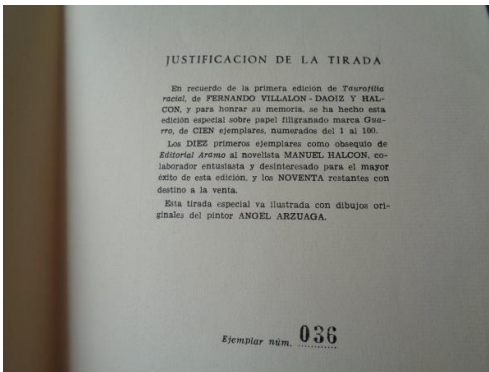 JUSTIFICACION DE LA TIRADA
En recuerdo de la primera edición de Taurofilia
racial, de FERNANDO VILLALON - DAOIZ Y HAL-
CON, y para honrar su memoria, se ha hecho esta
edición especial sobre papel filigranado marca Gua-
rro, de CIEN ejemplares, numerados del 1 al 100.
Los DIEZ primeros ejemplares como obsequio de
Editorial Aramo al novelista MANUEL HALCON, co-
laborador entusiasta y desinteresado para el mayor
éxito de esta edición, y los NOVENTA restantes con
destino a la venta.
Esta tirada especial va ilustrada con dibujos ori-
ginales del pintor ANGEL ARZUAGA.
Ejemplar núm. 036